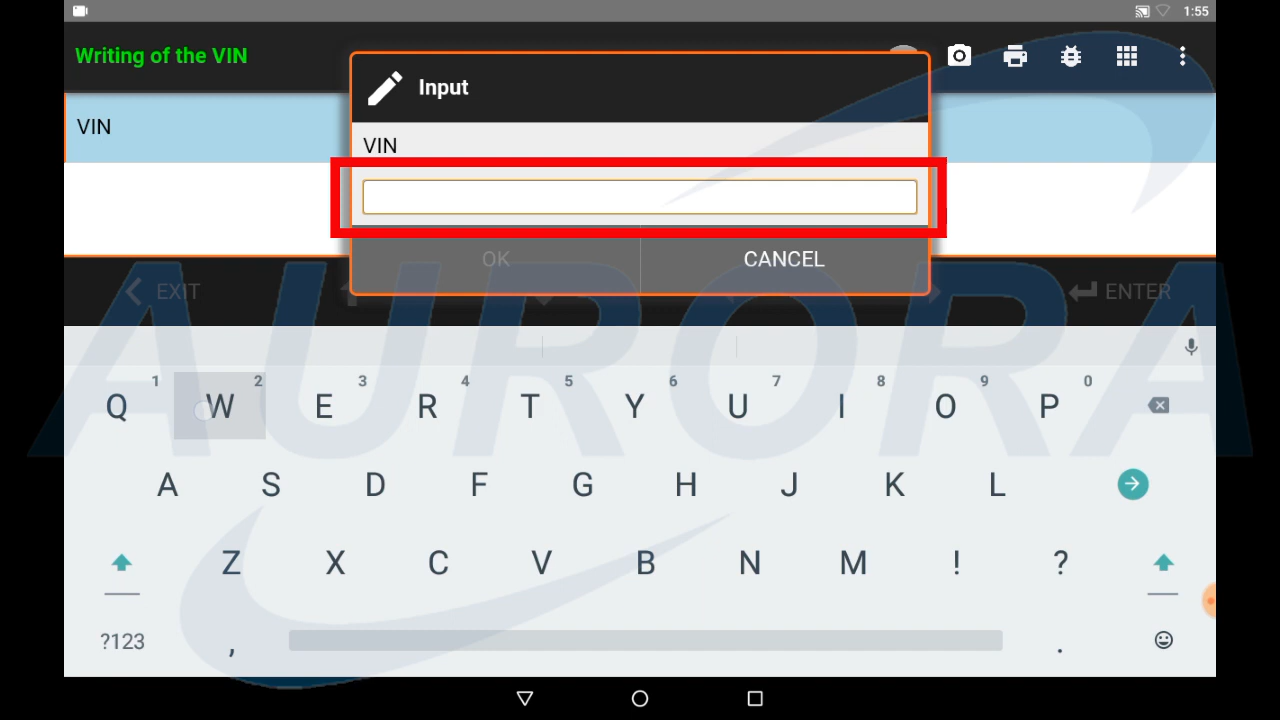 1:55
Writing of the VIN
Input
VIN
VIN
OK
CANCEL
EXIT
ENTER
AURORA
1 2 3 4 5 6 7 8 9 0
Q W E R T Y U I O P
A S D F G H J K L
Z X C V B N M ! ?
?123 , .